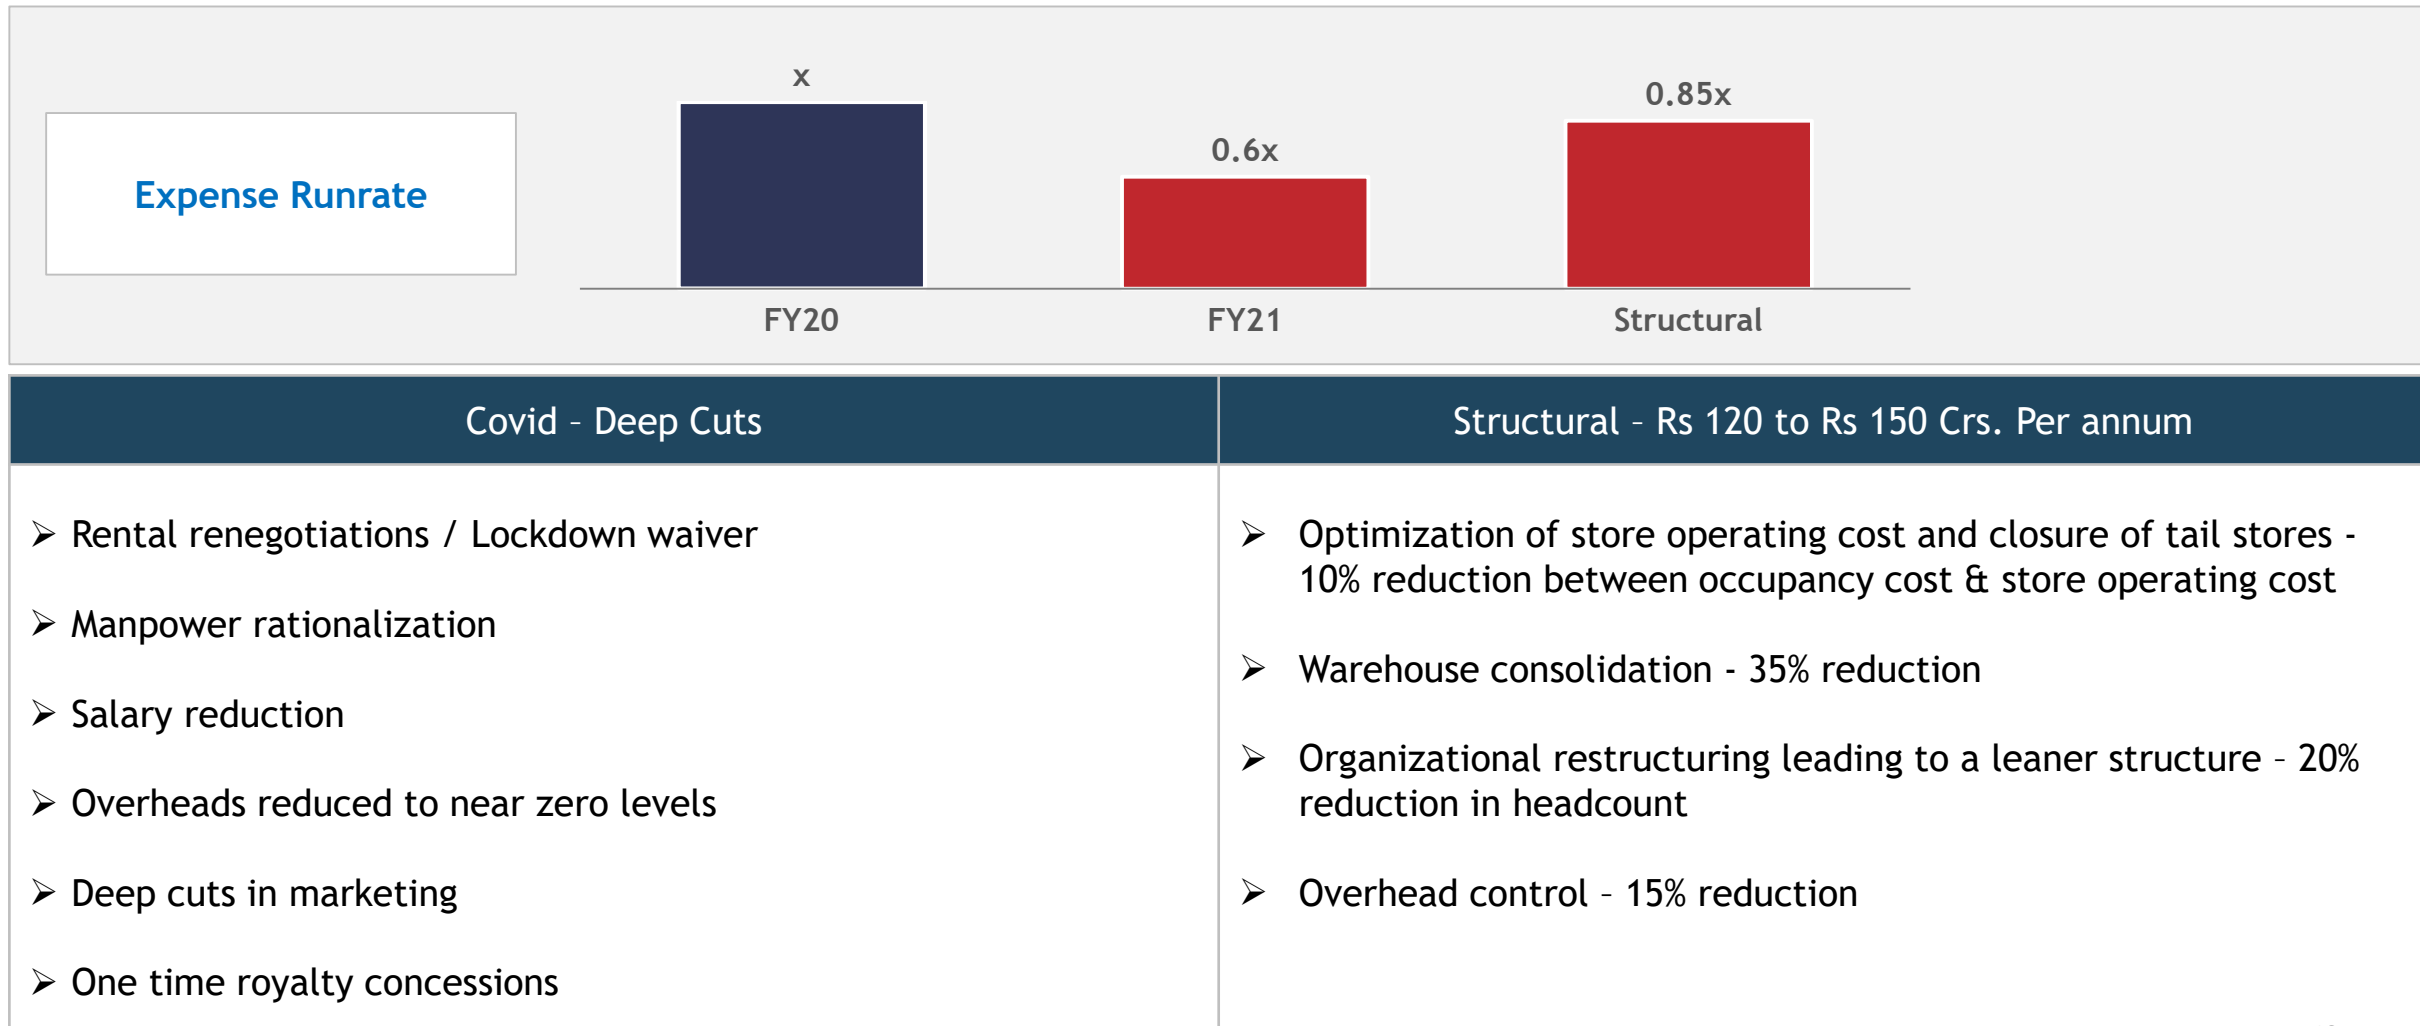 Expense Runrate
x
0.6x
0.85x
FY20
FY21
Structural
Covid – Deep Cuts
Structural – Rs 120 to Rs 150 Crs. Per annum
➢ Rental renegotiations / Lockdown waiver
➢ Manpower rationalization
➢ Salary reduction
➢ Overheads reduced to near zero levels
➢ Deep cuts in marketing
➢ One time royalty concessions
➢ Optimization of store operating cost and closure of tail stores -
10% reduction between occupancy cost & store operating cost
➢ Warehouse consolidation - 35% reduction
➢ Organizational restructuring leading to a leaner structure – 20%
reduction in headcount
➢ Overhead control – 15% reduction